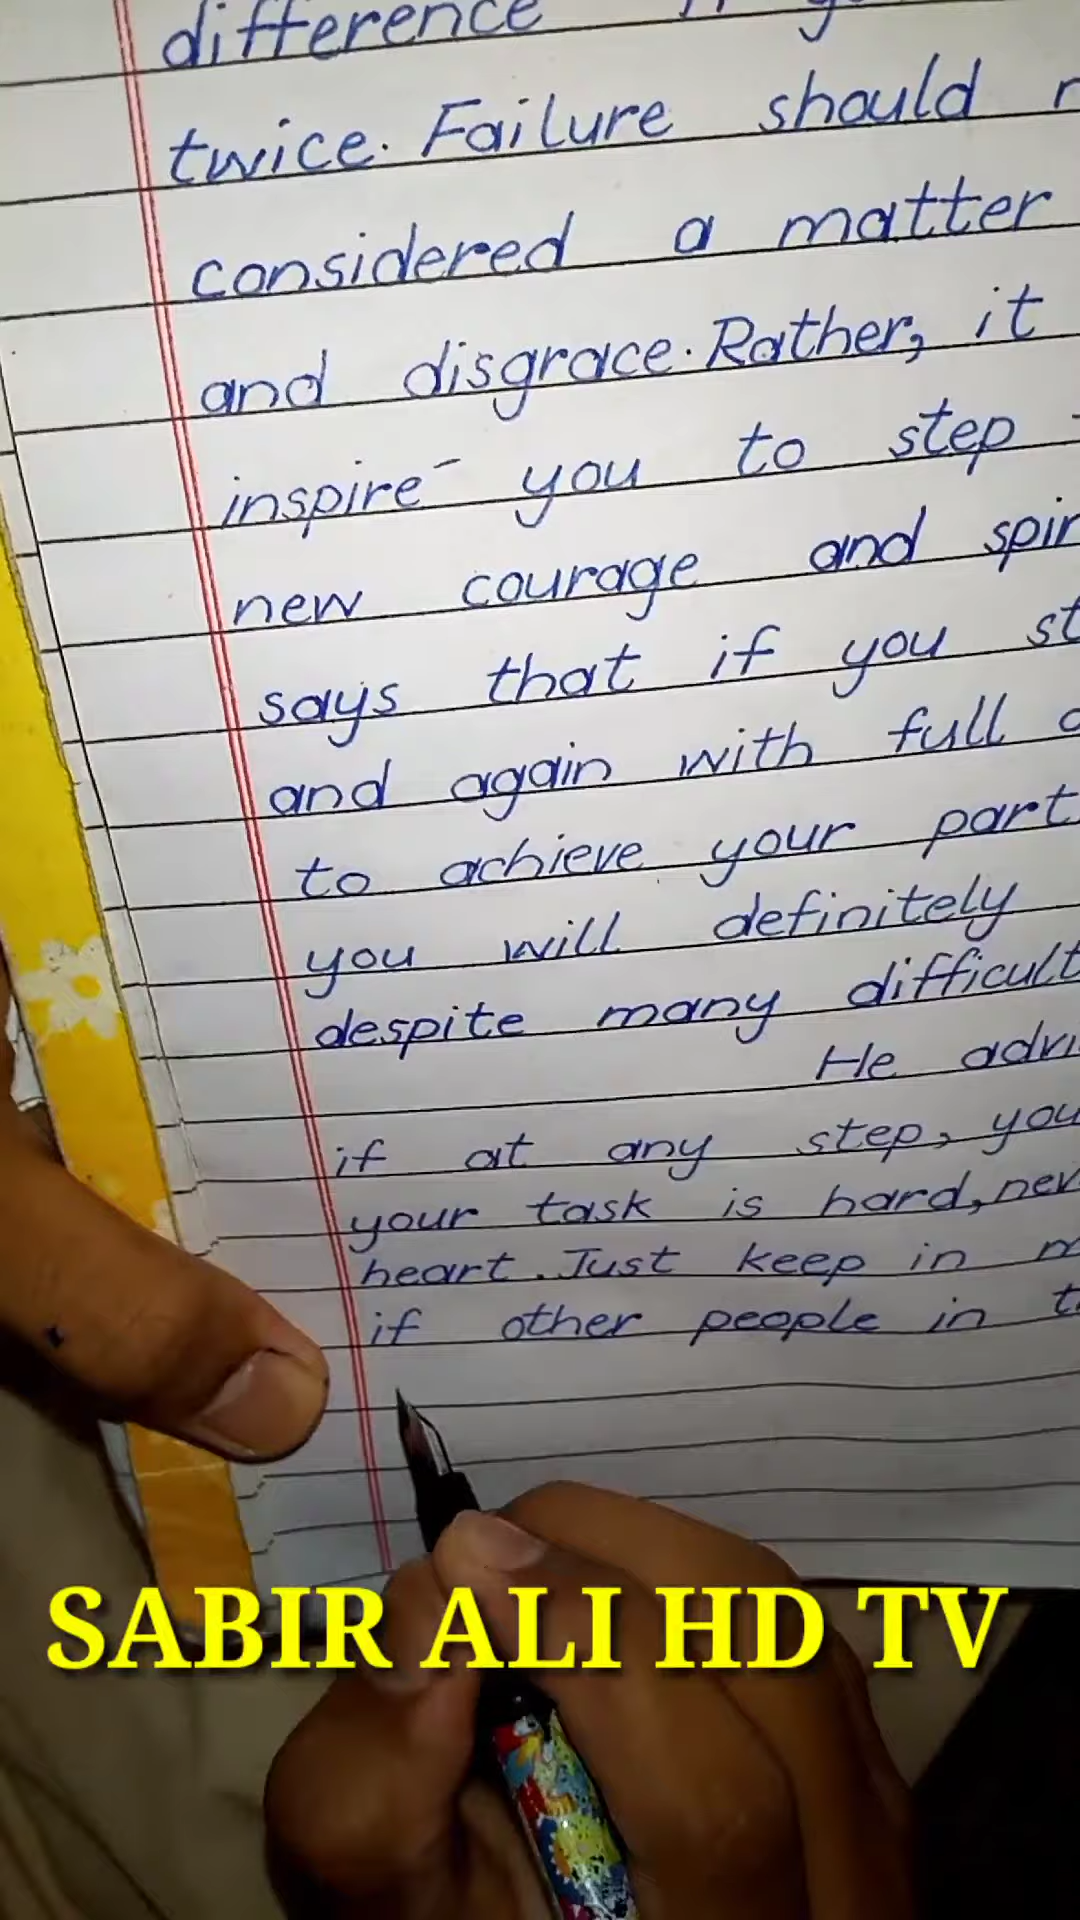 difference
twice. Failure should
considered a matter
and disgrace. Rather, it
inspire you to step
new courage and
says that if you
and again with full
to achieve your
you will definitely
despite many
He
if at any step, you
your task is hard,
heart. Just keep in
if other people in
SABIR ALI HD TV